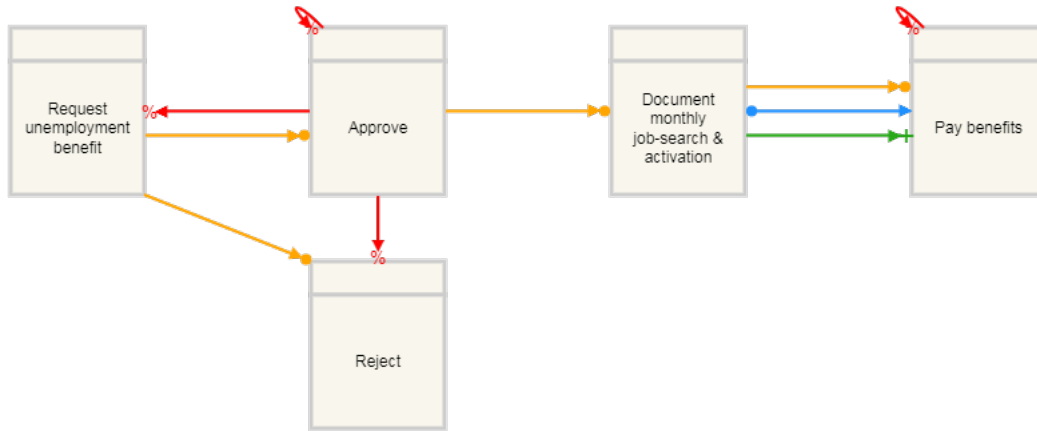 %
%
Request
unemployment
benefit
%
Approve
Document
monthly
job-search &
activation
Pay benefits
%
Reject